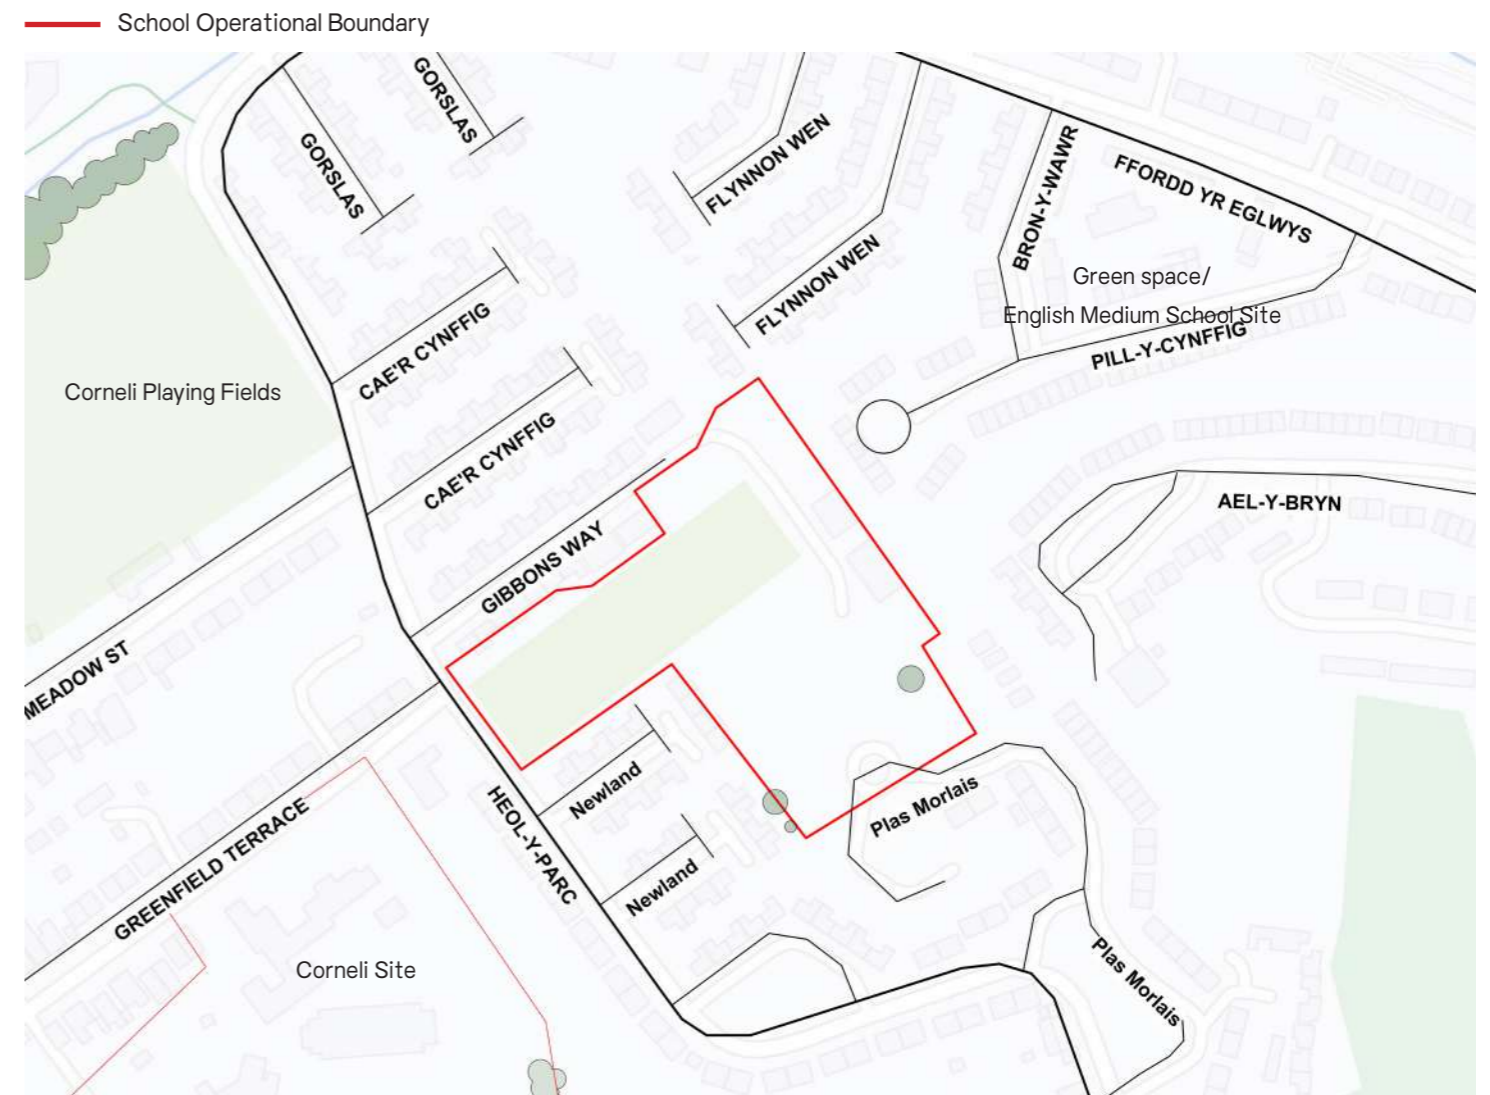 School Operational Boundary
GORSLAS
GORSLAS
FLYNNON WEN
BRON-Y-WAWR
FFORDD YR EGLWYS
FLYNNON WEN
Green space/
English Medium School Site
CAE'R CYNFFIG
PILL-Y-CYNFFIG
Corneli Playing Fields
CAE'R CYNFFIG
AEL-Y-BRYN
GIBBONS WAY
MEADOW ST
Newland
Plas Morlais
HEOL-Y-PARC
GREENFIELD TERRACE
Newland
Corneli Site
Plas Morlais